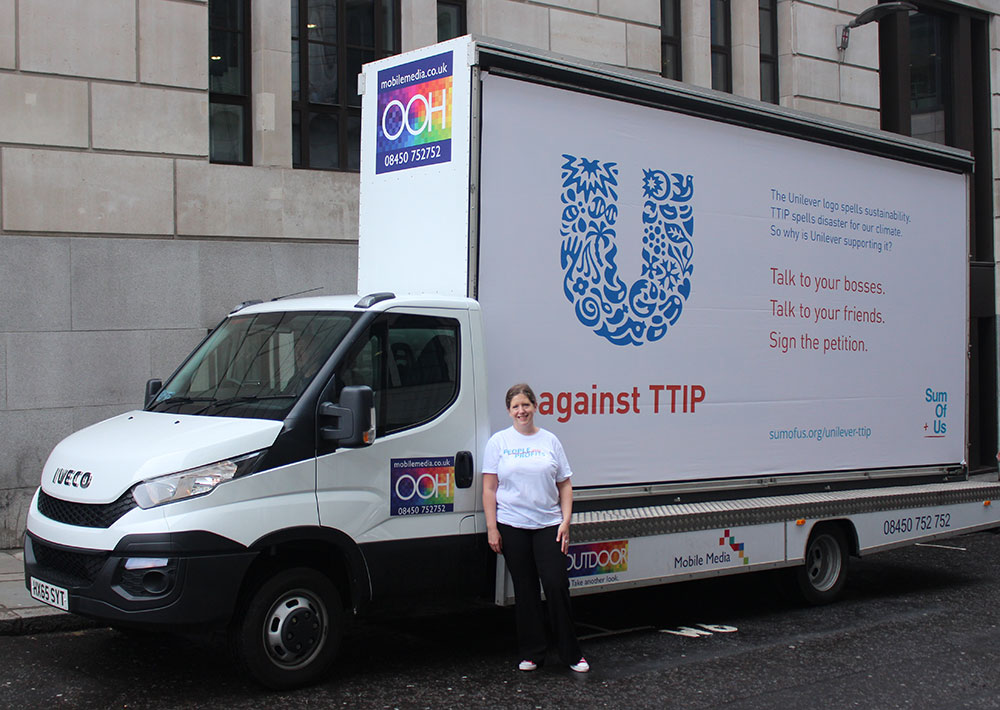 mobilemedia.co.uk
OOH
08450 752752
The Unilever logo spells sustainability.
TTIP spells disaster for our climate.
So why is Unilever supporting it?
Talk to your bosses.
Talk to your friends.
Sign the petition.
U
against TTIP
sumofus.org/unilever-ttip
Sum
Of
+ Us
IVECO
HX65 SYT
mobilemedia.co.uk
OOH
08450 752752
PEOPLE
PROFIT
OUTDOOR
Take another look.
Mobile Media
08450 752 752